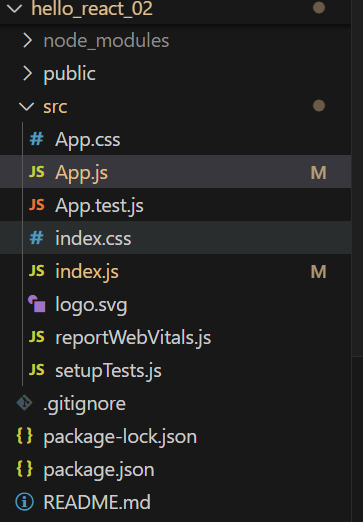 hello_react_02
node_modules
public
src
# App.css
JS App.js M
JS App.test.js
# index.css
JS index.js M
logo.svg
JS reportWebVitals.js
JS setupTests.js
.gitignore
{} package-lock.json
{} package.json
README.md